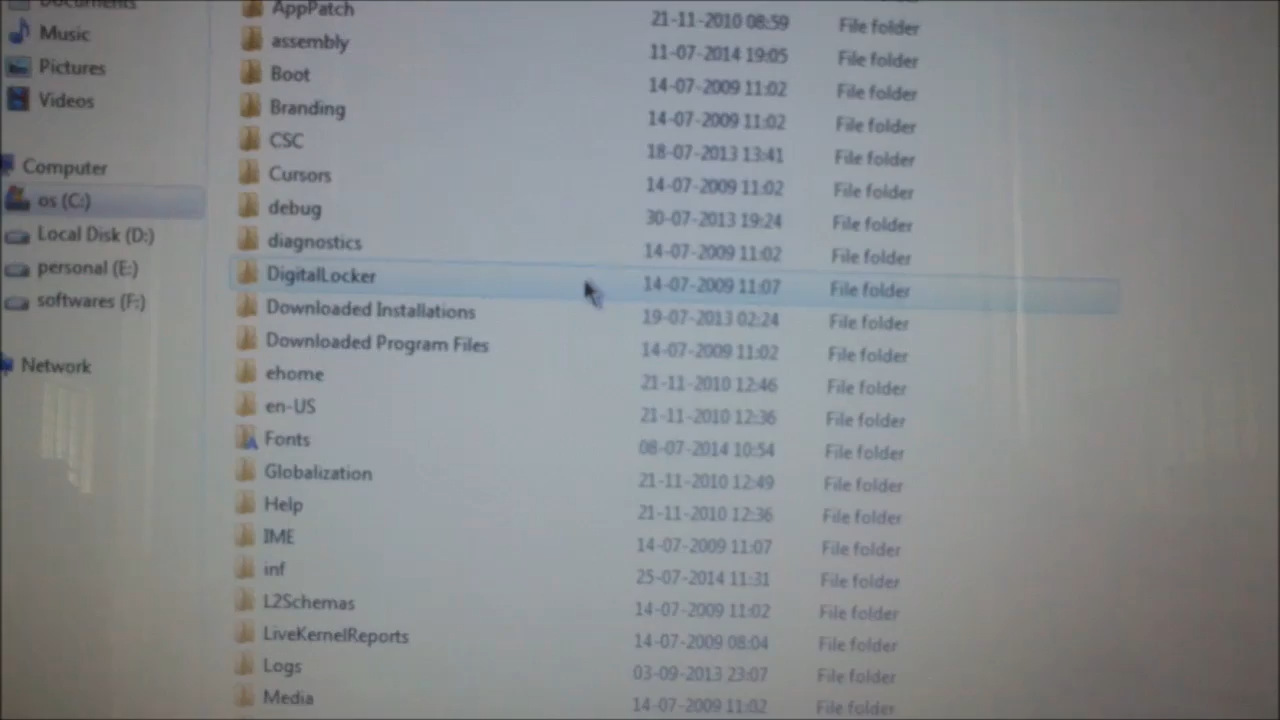 Documents
Music
Pictures
Videos
Computer
os (C:)
Local Disk (D:)
personal (E:)
softwares (F:)
Network
AppPatch 21-11-2010 08:59 File folder
assembly 11-07-2014 19:05 File folder
Boot 14-07-2009 11:02 File folder
Branding 14-07-2009 11:02 File folder
CSC 18-07-2013 13:41 File folder
Cursors 14-07-2009 11:02 File folder
debug 30-07-2013 19:24 File folder
diagnostics 14-07-2009 11:02 File folder
DigitalLocker 14-07-2009 11:07 File folder
Downloaded Installations 19-07-2013 02:24 File folder
Downloaded Program Files 14-07-2009 11:02 File folder
ehome 21-11-2010 12:46 File folder
en-US 21-11-2010 12:36 File folder
Fonts 08-07-2014 10:54 File folder
Globalization 21-11-2010 12:49 File folder
Help 21-11-2010 12:36 File folder
IME 14-07-2009 11:07 File folder
inf 25-07-2014 11:31 File folder
L2Schemas 14-07-2009 11:02 File folder
LiveKernelReports 14-07-2009 08:04 File folder
Logs 03-09-2013 23:07 File folder
Media 14-07-2009 11:02 File folder